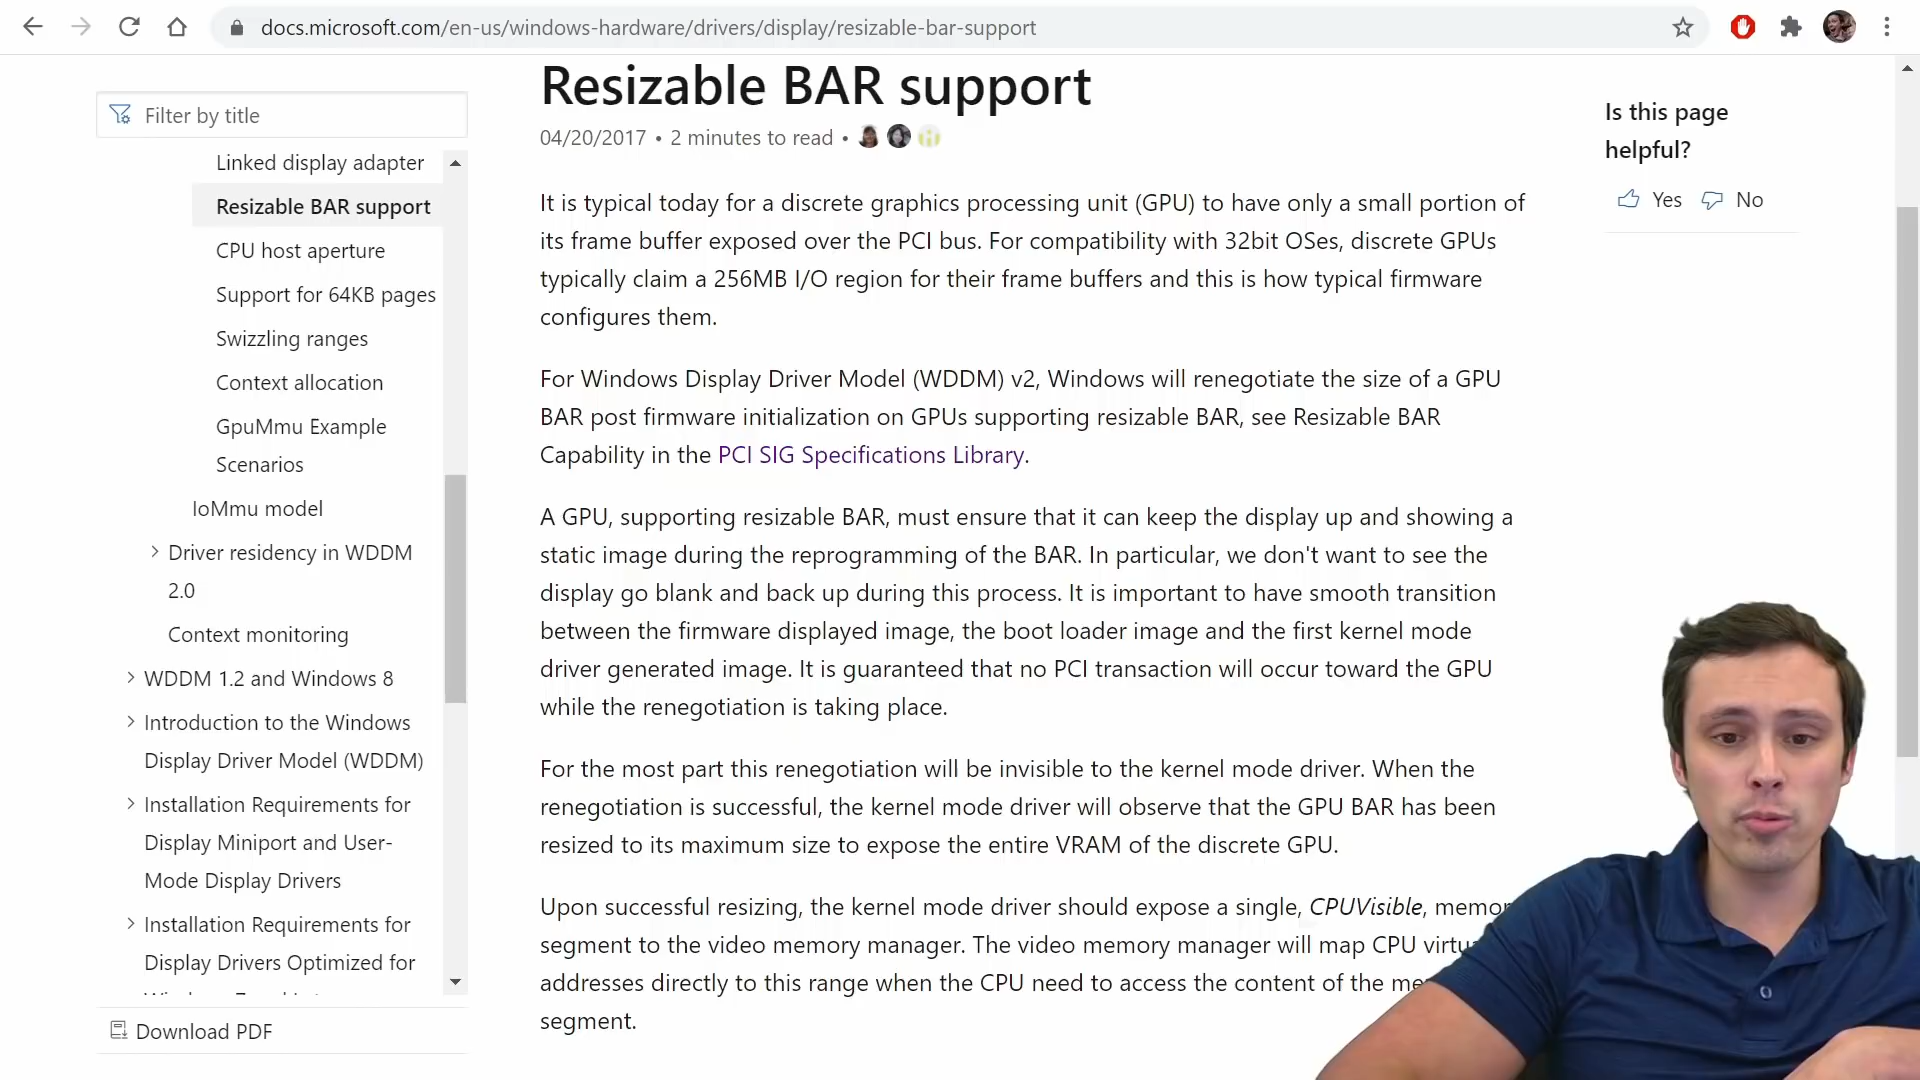 docs.microsoft.com/en-us/windows-hardware/drivers/display/resizable-bar-support
Filter by title
Linked display adapter
Resizable BAR support
CPU host aperture
Support for 64KB pages
Swizzling ranges
Context allocation
GpuMmu Example
Scenarios
IoMmu model
Driver residency in WDDM
2.0
Context monitoring
WDDM 1.2 and Windows 8
Introduction to the Windows
Display Driver Model (WDDM)
Installation Requirements for
Display Miniport and User-
Mode Display Drivers
Installation Requirements for
Display Drivers Optimized for
Download PDF
Resizable BAR support
04/20/2017 • 2 minutes to read •
It is typical today for a discrete graphics processing unit (GPU) to have only a small portion of
its frame buffer exposed over the PCI bus. For compatibility with 32bit OSes, discrete GPUs
typically claim a 256MB I/O region for their frame buffers and this is how typical firmware
configures them.
For Windows Display Driver Model (WDDM) v2, Windows will renegotiate the size of a GPU
BAR post firmware initialization on GPUs supporting resizable BAR, see Resizable BAR
Capability in the PCI SIG Specifications Library.
A GPU, supporting resizable BAR, must ensure that it can keep the display up and showing a
static image during the reprogramming of the BAR. In particular, we don't want to see the
display go blank and back up during this process. It is important to have smooth transition
between the firmware displayed image, the boot loader image and the first kernel mode
driver generated image. It is guaranteed that no PCI transaction will occur toward the GPU
while the renegotiation is taking place.
For the most part this renegotiation will be invisible to the kernel mode driver. When the
renegotiation is successful, the kernel mode driver will observe that the GPU BAR has been
resized to its maximum size to expose the entire VRAM of the discrete GPU.
Upon successful resizing, the kernel mode driver should expose a single, CPUVisible, memor
segment to the video memory manager. The video memory manager will map CPU virtu
addresses directly to this range when the CPU need to access the content of the me
segment.
Is this page
helpful?
Yes No